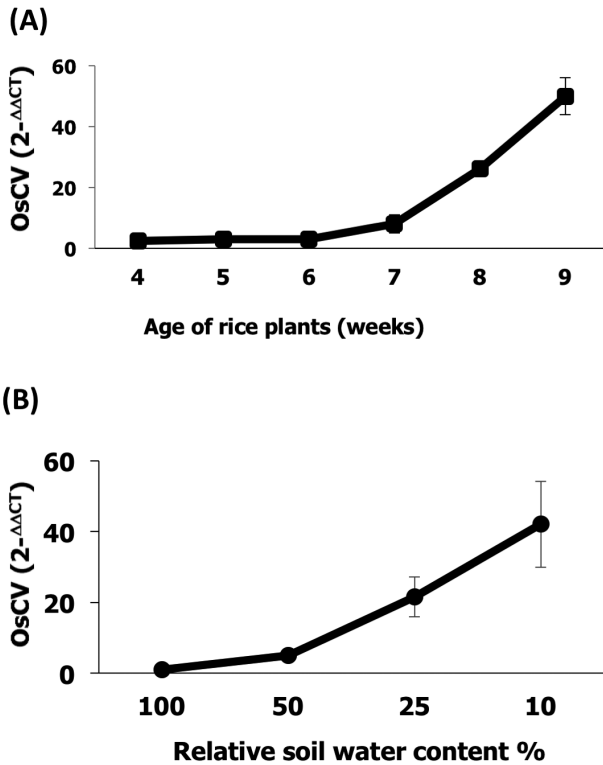 (A)
OsCV (2-ΔΔCT)
60
40
20
0
4 5 6 7 8 9
Age of rice plants (weeks)
(B)
OsCV (2-ΔΔCT)
60
40
20
0
100 50 25 10
Relative soil water content %